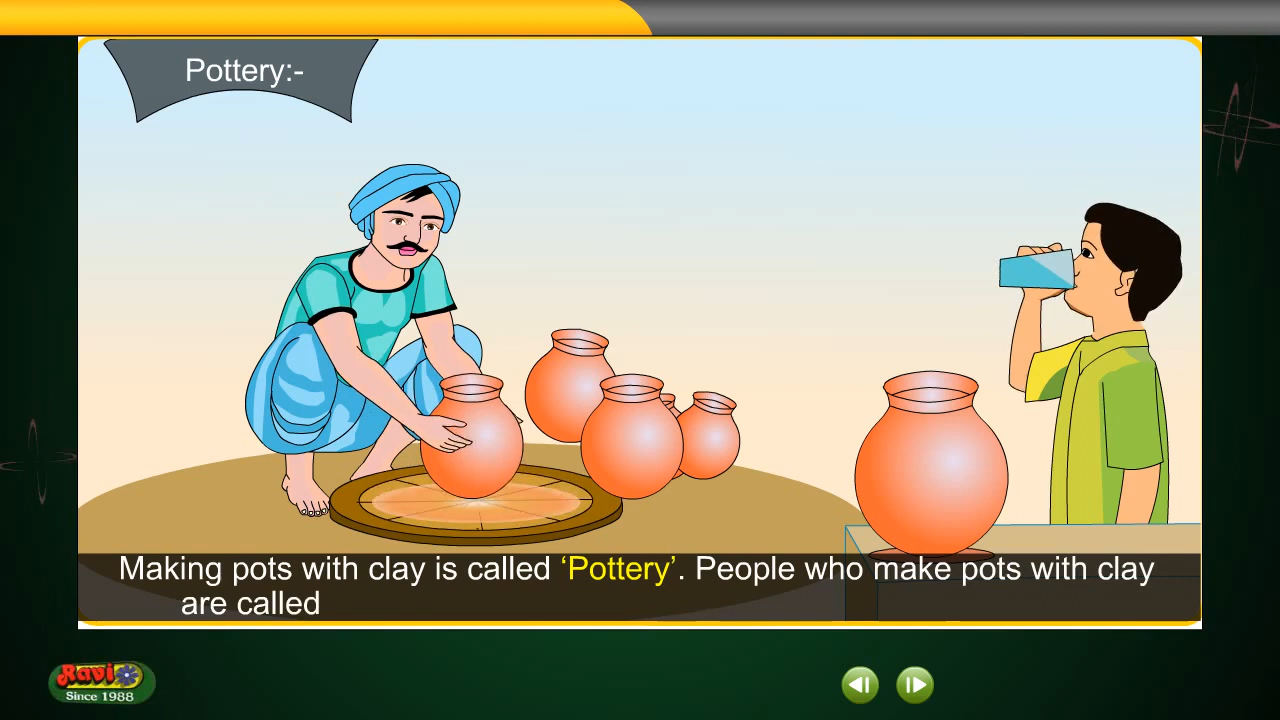 Pottery:-
Making pots with clay is called ‘Pottery’. People who make pots with clay
are called
Ravi
Since 1988